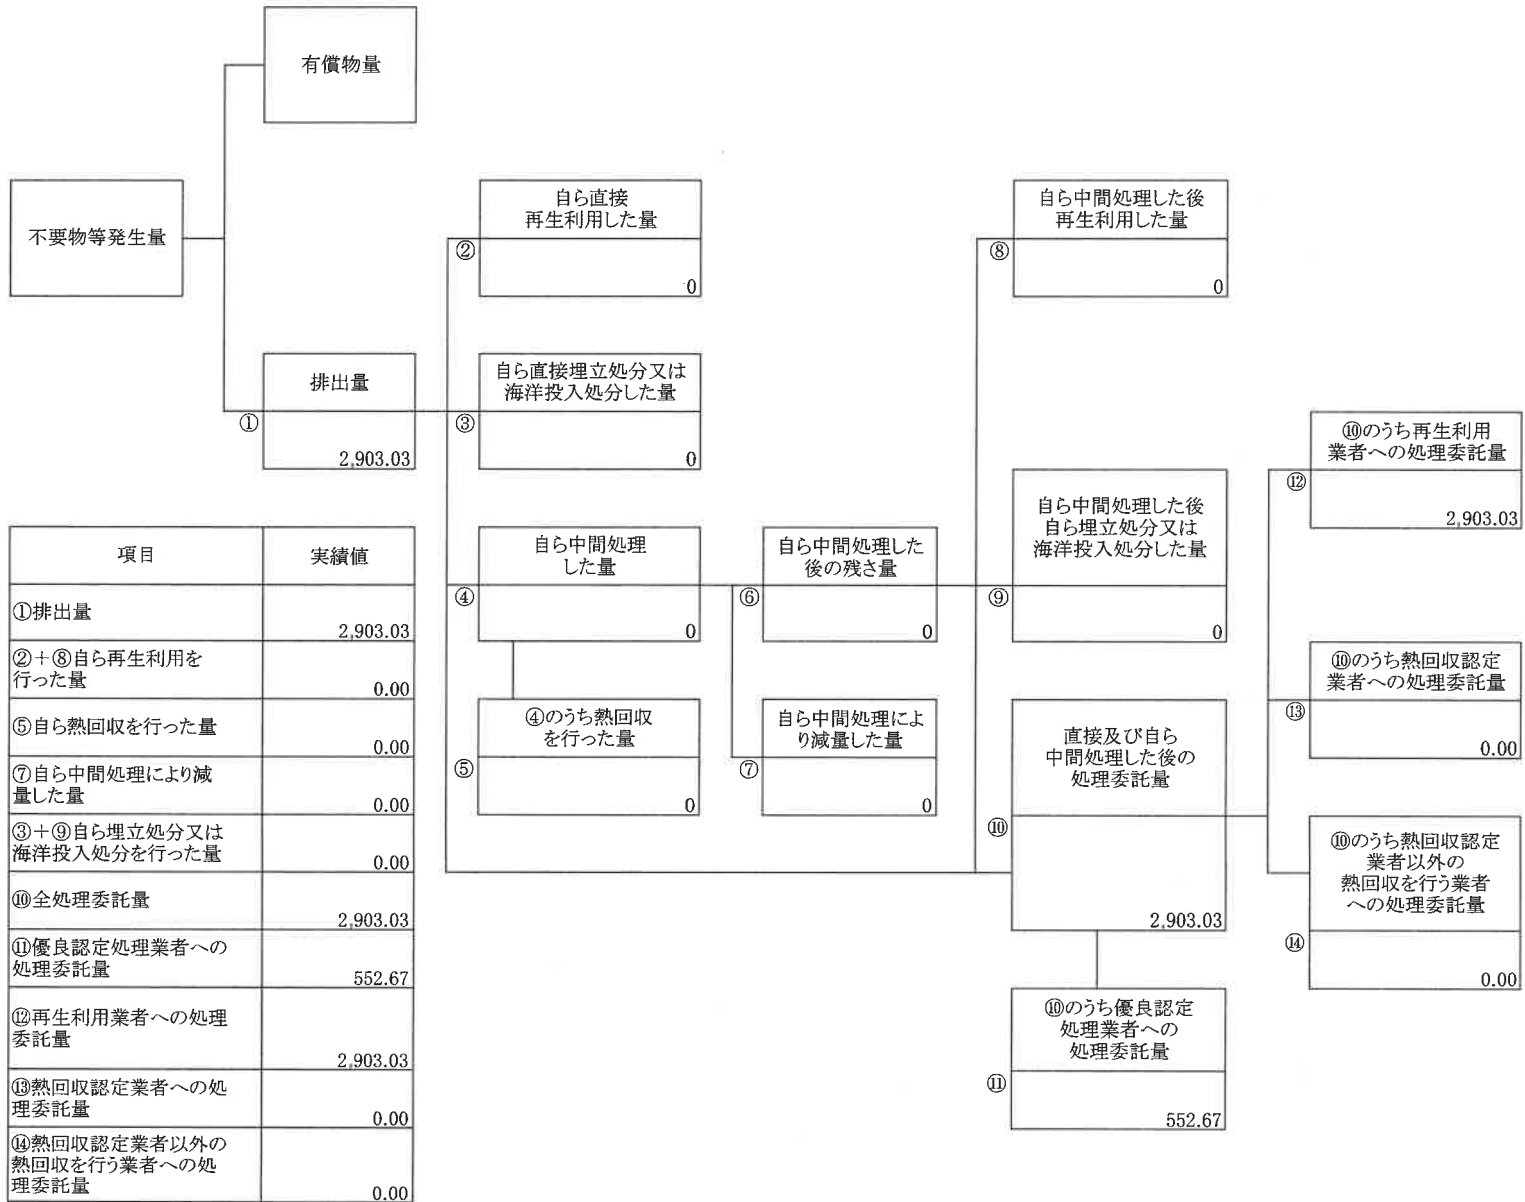 有償物量
不要物等発生量
自ら直接
再生利用した量
②
0
自ら中間処理した後
再生利用した量
⑧
0
排出量
①
2,903.03
自ら直接埋立処分又は
海洋投入処分した量
③
0
自ら中間処理
した量
④
0
自ら中間処理した
後の残さ量
⑥
0
自ら中間処理した後
自ら埋立処分又は
海洋投入処分した量
⑨
0
④のうち熱回収
を行った量
⑤
0
自ら中間処理によ
り減量した量
⑦
0
直接及び自ら
中間処理した後の
処理委託量
⑩
2,903.03
⑩のうち優良認定
処理業者への
処理委託量
⑪
552.67
⑩のうち再生利用
業者への処理委託量
⑫
2,903.03
⑩のうち熱回収認定
業者への処理委託量
⑬
0.00
⑩のうち熱回収認定
業者以外の
熱回収を行う業者
への処理委託量
⑭
0.00
項目 実績値
①排出量
2,903.03
②+⑧自ら再生利用を
行った量
0.00
⑤自ら熱回収を行った量
0.00
⑦自ら中間処理により減
量した量
0.00
③+⑨自ら埋立処分又は
海洋投入処分を行った量
0.00
⑩全処理委託量
2,903.03
⑪優良認定処理業者への
処理委託量
552.67
⑫再生利用業者への処理
委託量
2,903.03
⑬熱回収認定業者への処
理委託量
0.00
⑭熱回収認定業者以外の
熱回収を行う業者への処
理委託量
0.00